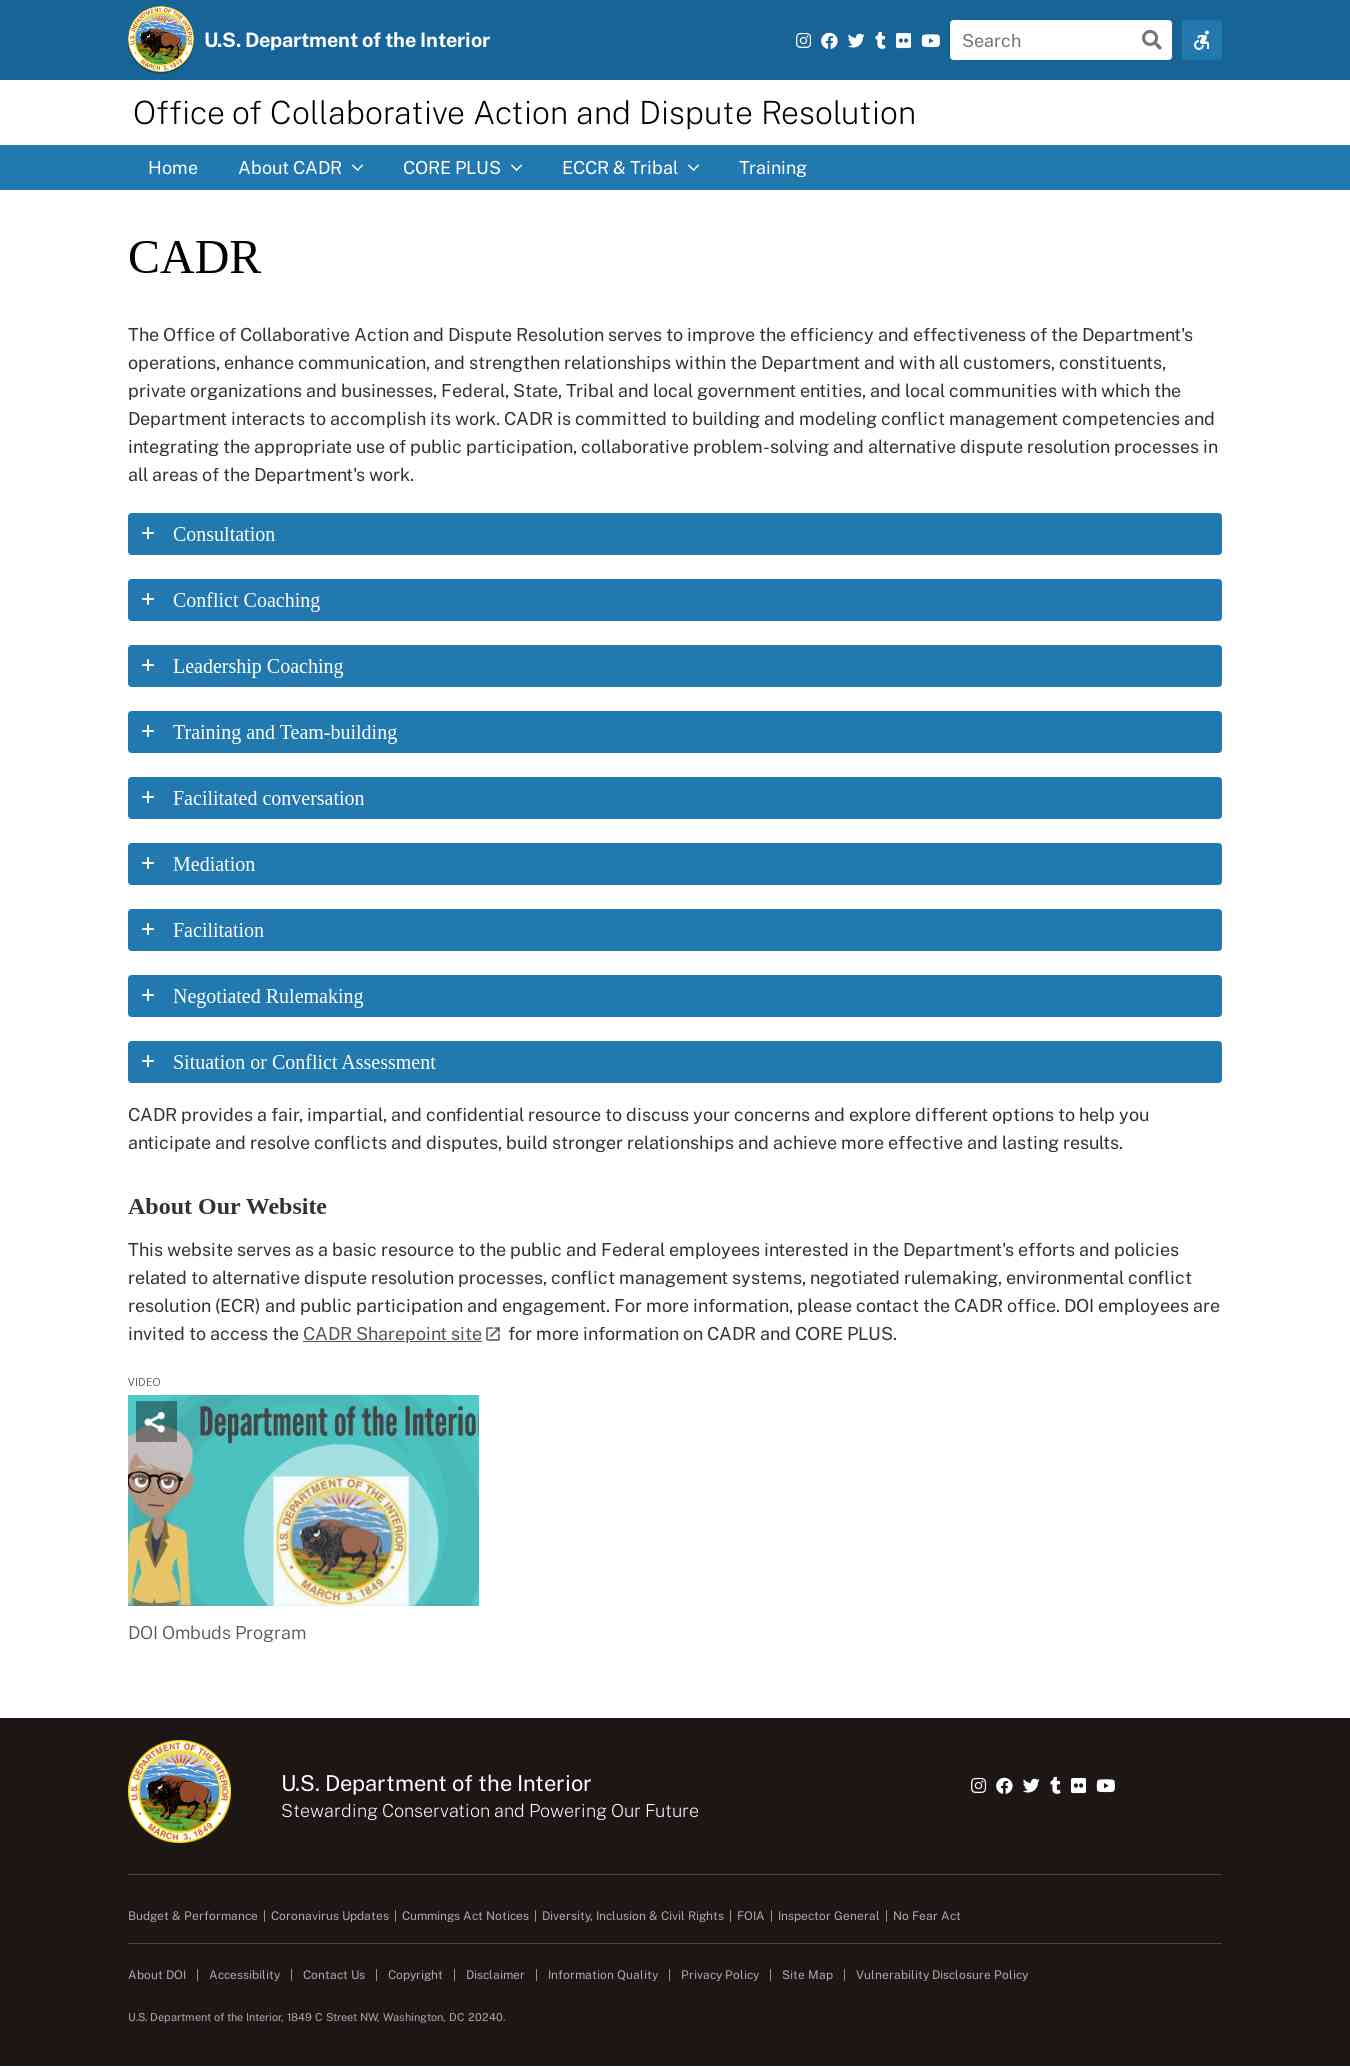 U.S. Department of the Interior
Search
Office of Collaborative Action and Dispute Resolution
Home About CADR CORE PLUS ECCR & Tribal Training
CADR
The Office of Collaborative Action and Dispute Resolution serves to improve the efficiency and effectiveness of the Department's
operations, enhance communication, and strengthen relationships within the Department and with all customers, constituents,
private organizations and businesses, Federal, State, Tribal and local government entities, and local communities with which the
Department interacts to accomplish its work. CADR is committed to building and modeling conflict management competencies and
integrating the appropriate use of public participation, collaborative problem-solving and alternative dispute resolution processes in
all areas of the Department's work.
+ Consultation
+ Conflict Coaching
+ Leadership Coaching
+ Training and Team-building
+ Facilitated conversation
+ Mediation
+ Facilitation
+ Negotiated Rulemaking
+ Situation or Conflict Assessment
CADR provides a fair, impartial, and confidential resource to discuss your concerns and explore different options to help you
anticipate and resolve conflicts and disputes, build stronger relationships and achieve more effective and lasting results.
About Our Website
This website serves as a basic resource to the public and Federal employees interested in the Department's efforts and policies
related to alternative dispute resolution processes, conflict management systems, negotiated rulemaking, environmental conflict
resolution (ECR) and public participation and engagement. For more information, please contact the CADR office. DOI employees are
invited to access the CADR Sharepoint site for more information on CADR and CORE PLUS.
VIDEO
Department of the Interio
U.S. DEPARTMENT OF THE INTERIOR
MARCH 3, 1849
DOI Ombuds Program
U.S. DEPARTMENT OF THE INTERIOR
MARCH 3, 1849
U.S. Department of the Interior
Stewarding Conservation and Powering Our Future
Budget & Performance | Coronavirus Updates | Cummings Act Notices | Diversity, Inclusion & Civil Rights | FOIA | Inspector General | No Fear Act
About DOI | Accessibility | Contact Us | Copyright | Disclaimer | Information Quality | Privacy Policy | Site Map | Vulnerability Disclosure Policy
U.S. Department of the Interior, 1849 C Street NW, Washington, DC 20240.